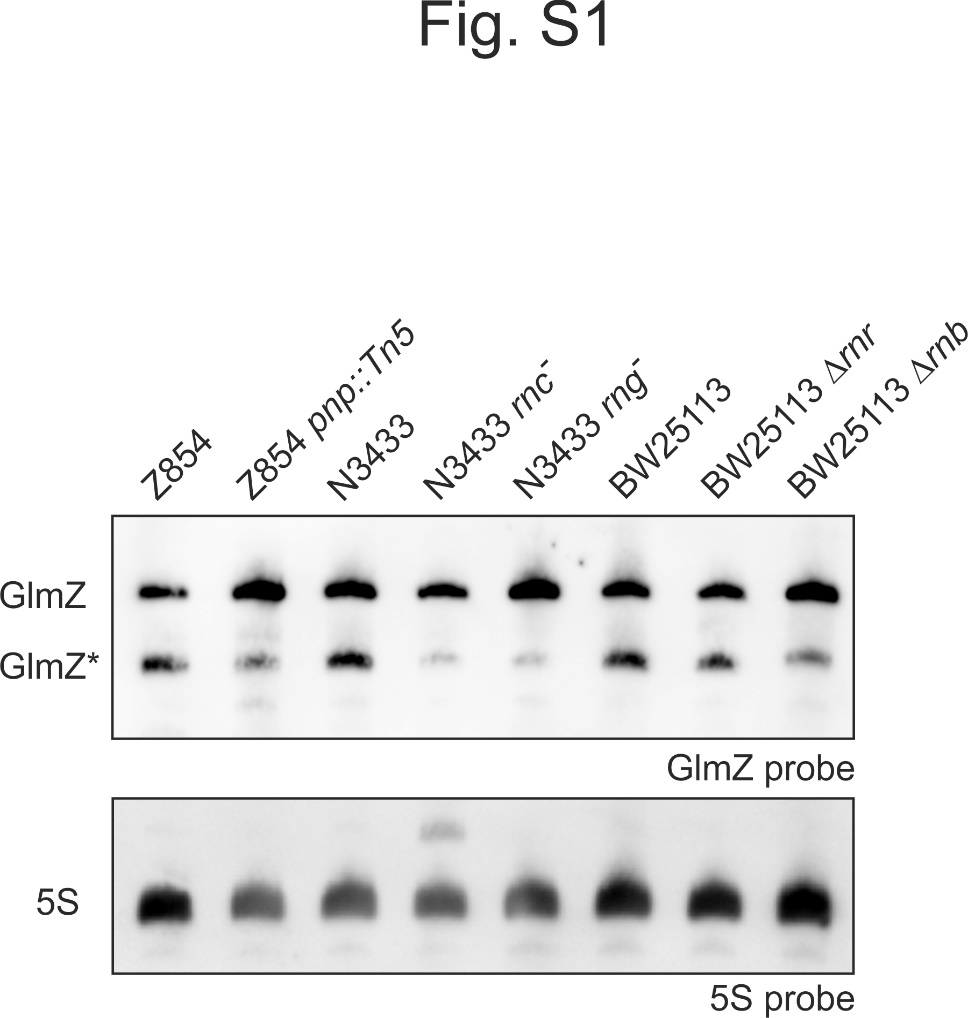 Fig. S1
Z854
Z854 pnp::Tn5
N3433
N3433 rnc-
N3433 rng-
BW25113
BW25113 Δrnr
BW25113 Δrnb
GlmZ
GlmZ*
GlmZ probe
5S
5S probe